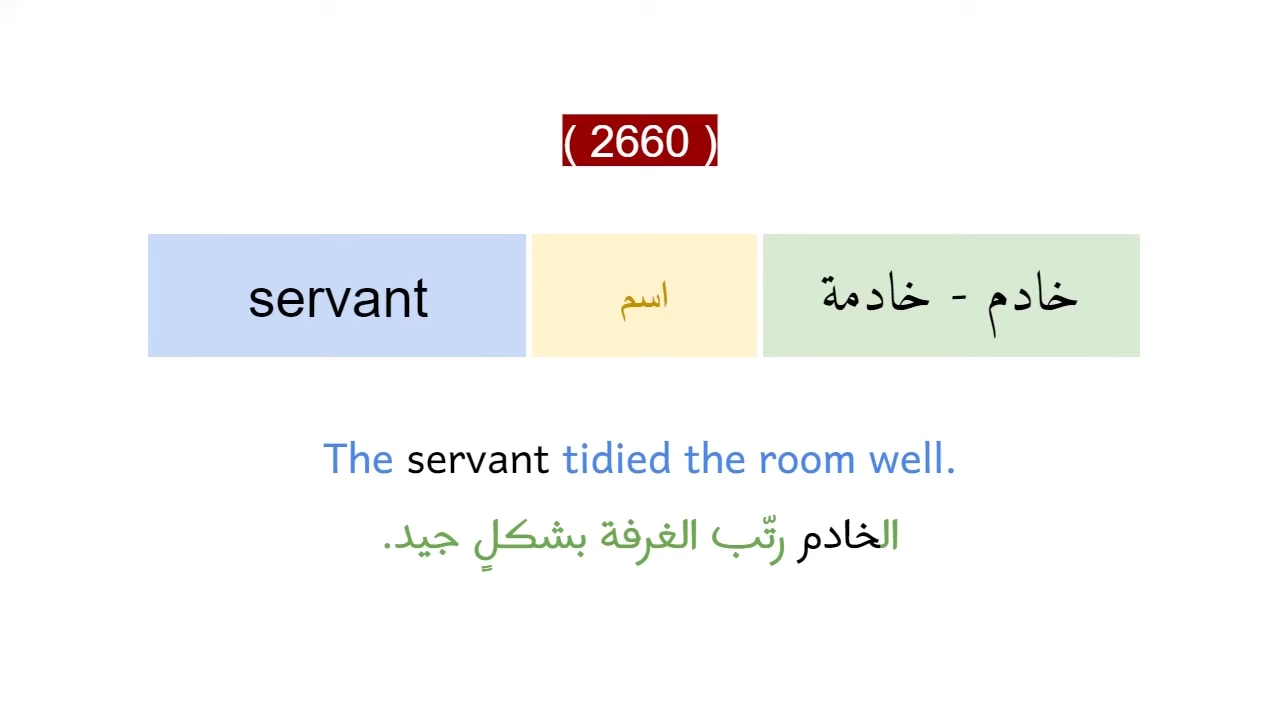 ( 2660 )
servant اسم خادم - خادمة
The servant tidied the room well.
الخادم رتّب الغرفة بشكلٍ جيد.